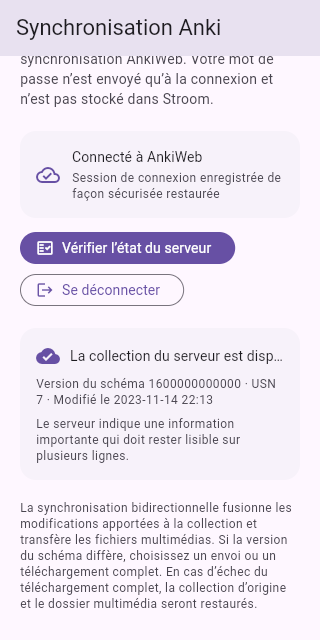 Synchronisation Anki
synchronisation AnkiWeb. Votre mot de
passe n’est envoyé qu’à la connexion et
n’est pas stocké dans Stroom.
Connecté à AnkiWeb
Session de connexion enregistrée de
façon sécurisée restaurée
Vérifier l’état du serveur
Se déconnecter
La collection du serveur est disp…
Version du schéma 1600000000000 · USN
7 · Modifié le 2023-11-14 22:13
Le serveur indique une information
importante qui doit rester lisible sur
plusieurs lignes.
La synchronisation bidirectionnelle fusionne les
modifications apportées à la collection et
transfère les fichiers multimédias. Si la version
du schéma diffère, choisissez un envoi ou un
téléchargement complet. En cas d’échec du
téléchargement complet, la collection d’origine
et le dossier multimédia seront restaurés.